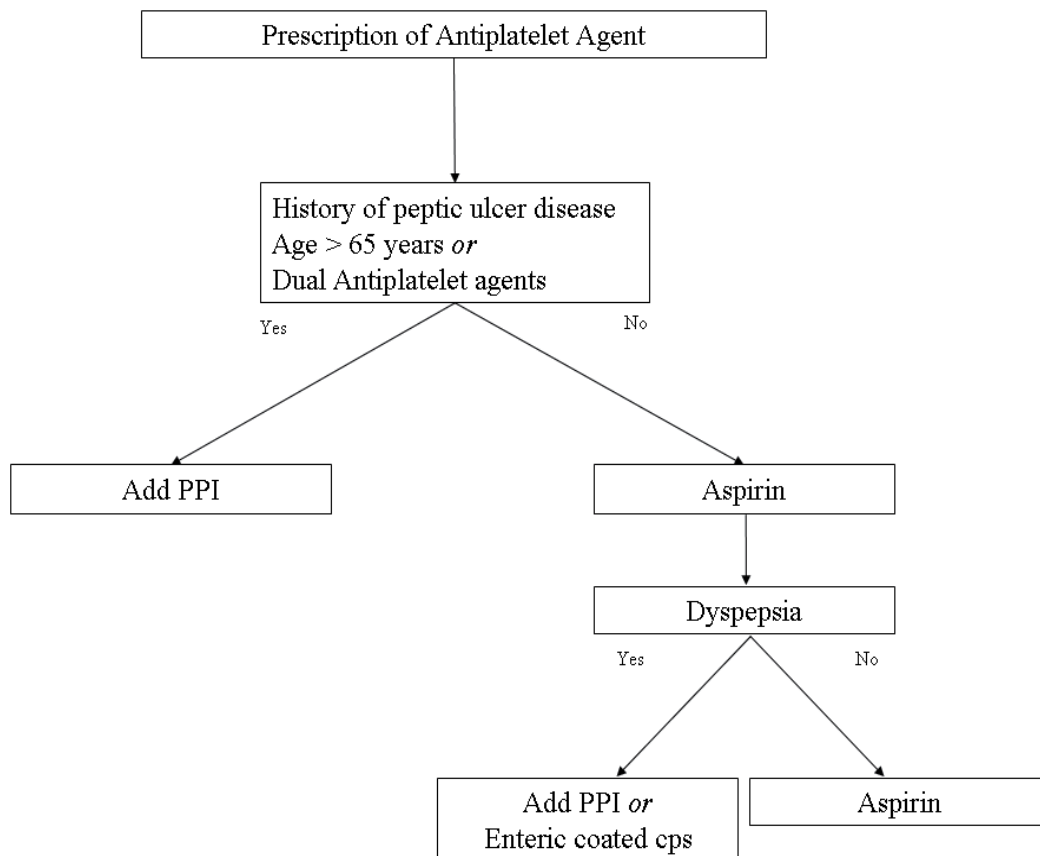 Prescription of Antiplatelet Agent
History of peptic ulcer disease
Age > 65 years or
Dual Antiplatelet agents
Yes
No
Add PPI
Aspirin
Dyspepsia
Yes
No
Add PPI or
Enteric coated cps
Aspirin